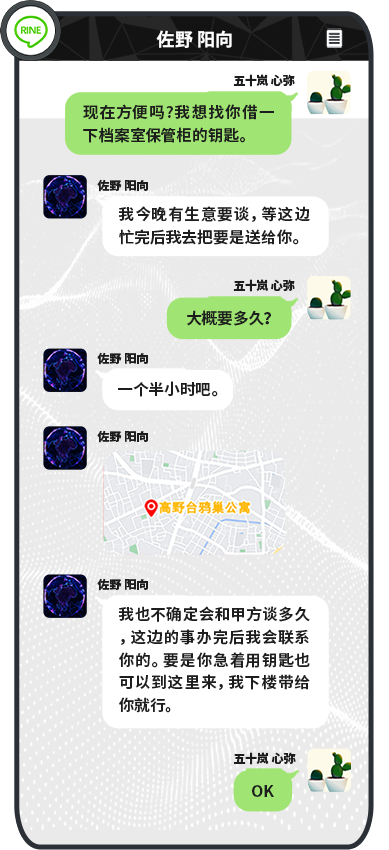 RINE
佐野 阳向
五十岚 心弥
现在方便吗?我想找你借一
下档案室保管柜的钥匙。
佐野 阳向
我今晚有生意要谈，等这边
忙完后我去把要是送给你。
五十岚 心弥
大概要多久?
佐野 阳向
一个半小时吧。
佐野 阳向
高野台鸦巢公寓
佐野 阳向
我也不确定会和甲方谈多久
，这边的事办完后我会联系
你的。要是你急着用钥匙也
可以到这里来，我下楼带给
你就行。
五十岚 心弥
OK